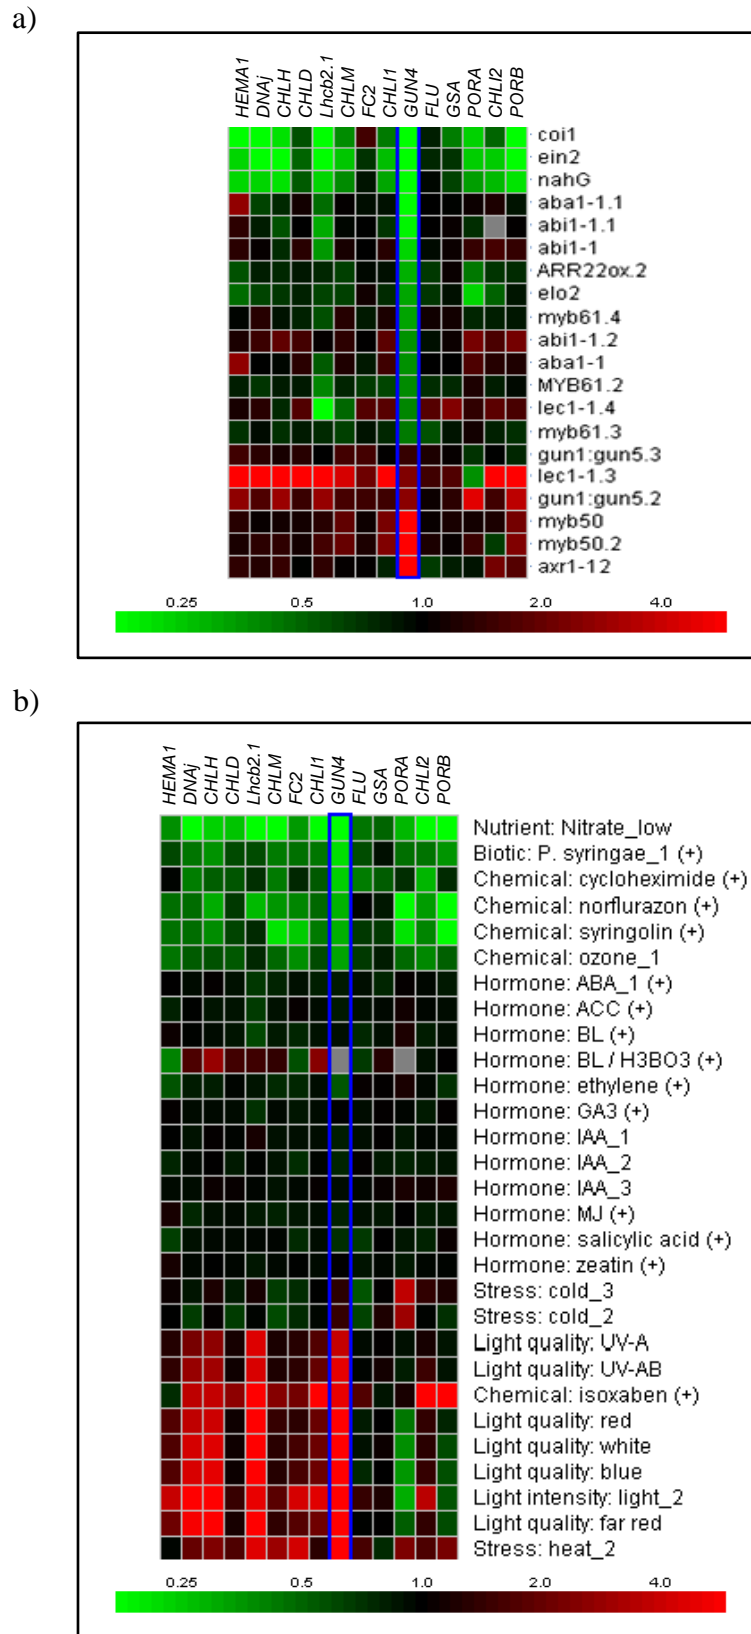 a)
HEMA1 DNAj CHLH CHLD Lhcb2.1 CHLM FC2 CHLI1 GUN4 FLU GSA PORA CHLI2 PORB
coi1
ein2
nahG
aba1-1.1
abi1-1.1
abi1-1
ARR22ox.2
elo2
myb61.4
abi1-1.2
aba1-1
MYB61.2
lec1-1.4
myb61.3
gun1:gun5.3
lec1-1.3
gun1:gun5.2
myb50
myb50.2
axr1-12
0.25 0.5 1.0 2.0 4.0
b)
HEMA1 DNAj CHLH CHLD Lhcb2.1 CHLM FC2 CHLI1 GUN4 FLU GSA PORA CHLI2 PORB
Nutrient: Nitrate_low
Biotic: P. syringae_1 (+)
Chemical: cycloheximide (+)
Chemical: norflurazon (+)
Chemical: syringolin (+)
Chemical: ozone_1
Hormone: ABA_1 (+)
Hormone: ACC (+)
Hormone: BL (+)
Hormone: BL / H3BO3 (+)
Hormone: ethylene (+)
Hormone: GA3 (+)
Hormone: IAA_1
Hormone: IAA_2
Hormone: IAA_3
Hormone: MJ (+)
Hormone: salicylic acid (+)
Hormone: zeatin (+)
Stress: cold_3
Stress: cold_2
Light quality: UV-A
Light quality: UV-AB
Chemical: isoxaben (+)
Light quality: red
Light quality: white
Light quality: blue
Light intensity: light_2
Light quality: far red
Stress: heat_2
0.25 0.5 1.0 2.0 4.0